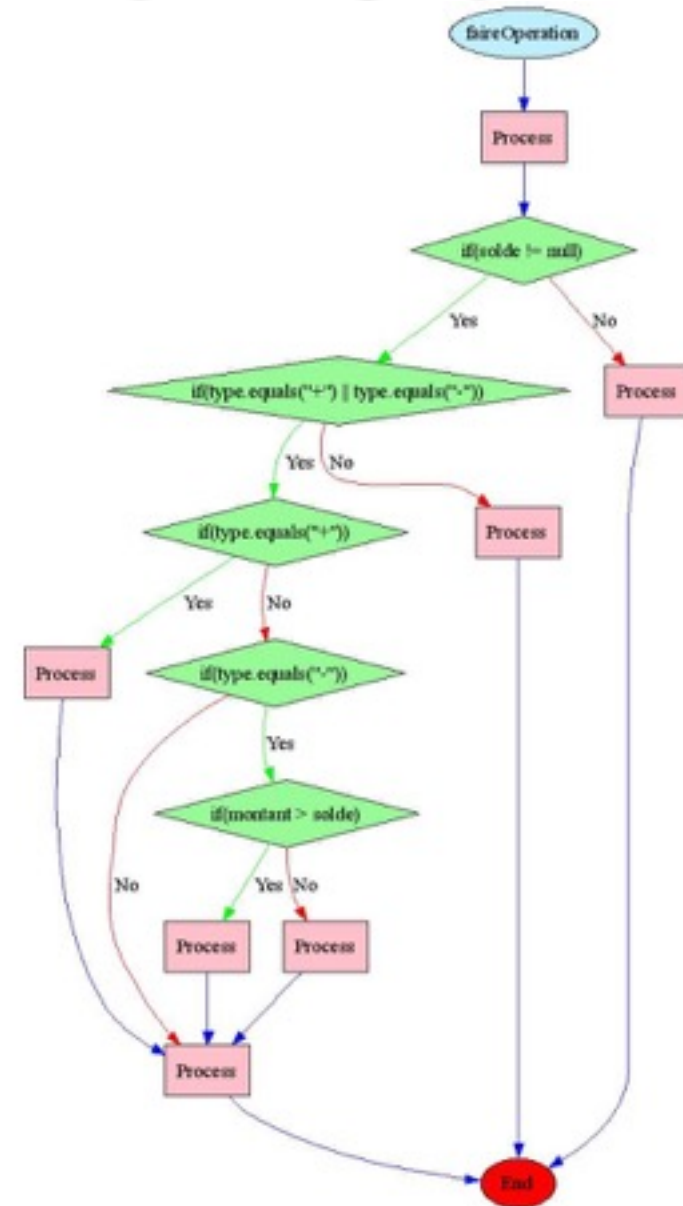 faireOperation
Process
if(solde != null)
Yes
No
if(type.equals("+") || type.equals("-"))
Process
Yes
No
if(type.equals("+"))
Process
Yes
No
Process
if(type.equals("-"))
Yes
if(montant > solde)
No
Yes
No
Process
Process
Process
End